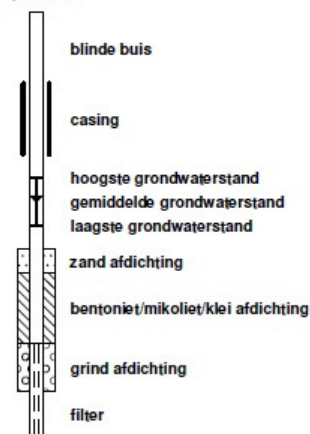 blinde buis
casing
hoogste grondwaterstand
gemiddelde grondwaterstand
laagste grondwaterstand
zand afdichting
bentoniet/mikoliet/klei afdichting
grind afdichting
filter